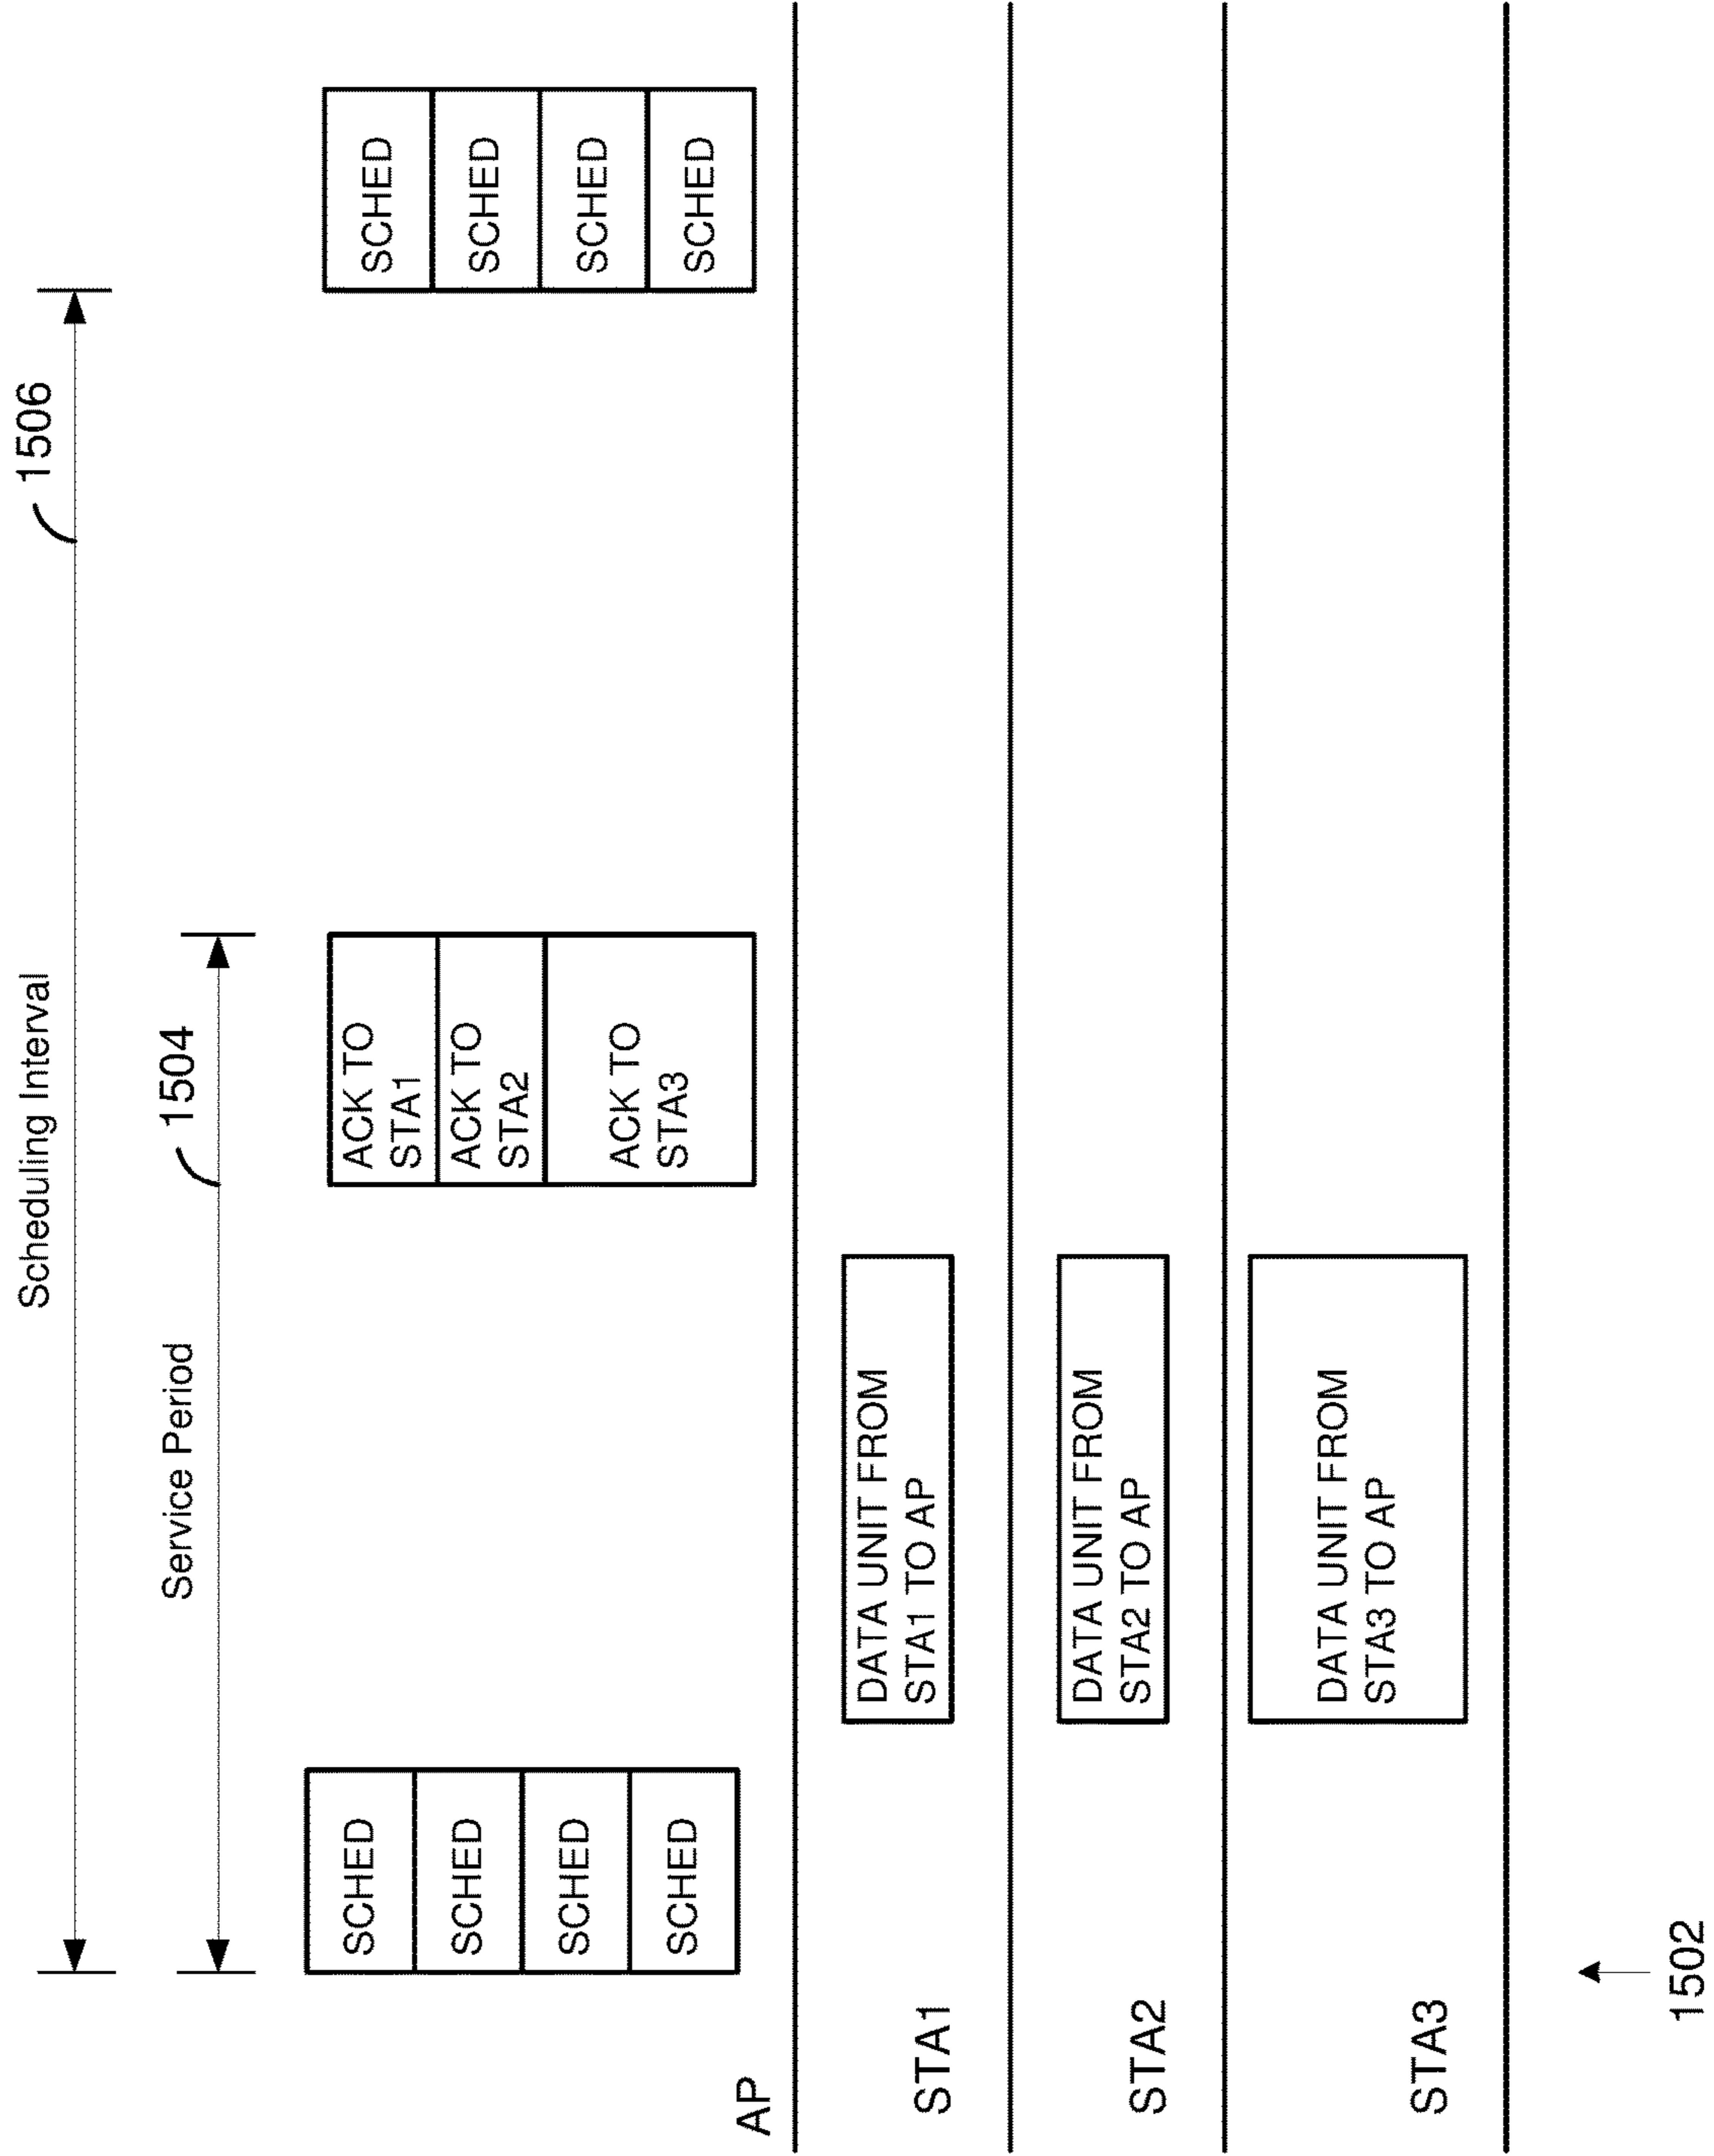 Scheduling Interval
1506
Service Period
1504
SCHED
SCHED
SCHED
SCHED
ACK TO
STA1
ACK TO
STA2
ACK TO
STA3
SCHED
SCHED
SCHED
SCHED
AP
DATA UNIT FROM
STA1 TO AP
STA1
DATA UNIT FROM
STA2 TO AP
STA2
DATA UNIT FROM
STA3 TO AP
STA3
1502